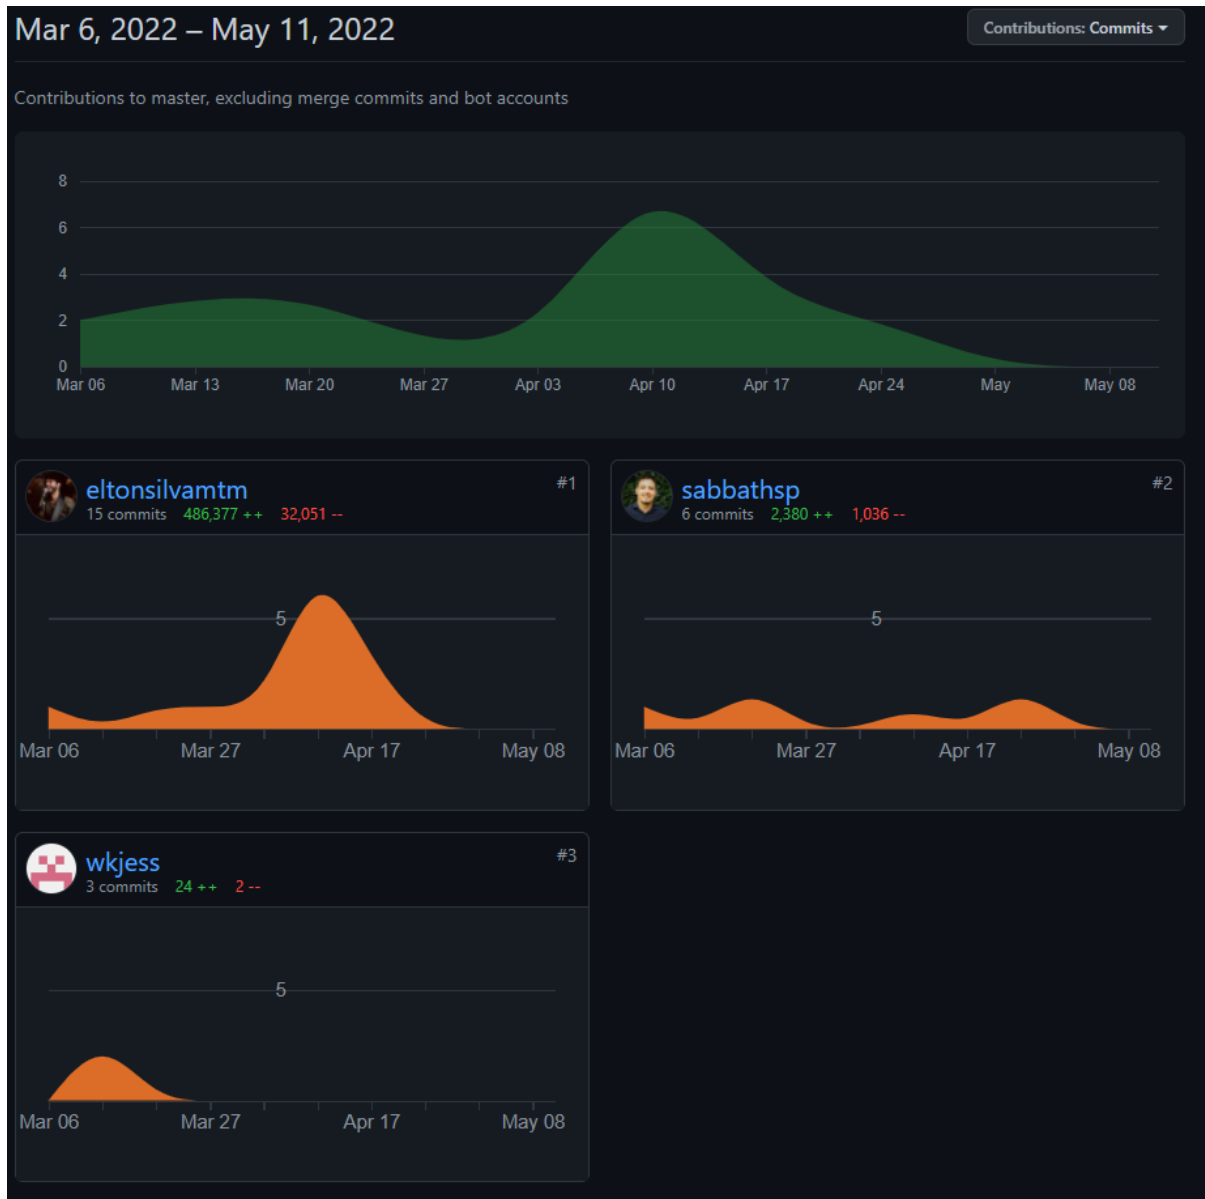 Mar 6, 2022 – May 11, 2022
Contributions: Commits
Contributions to master, excluding merge commits and bot accounts
8
6
4
2
0
Mar 06 Mar 13 Mar 20 Mar 27 Apr 03 Apr 10 Apr 17 Apr 24 May May 08
eltonsilvamtm #1
15 commits 486,377 ++ 32,051 --
5
Mar 06 Mar 27 Apr 17 May 08
sabbathsp #2
6 commits 2,380 ++ 1,036 --
5
Mar 06 Mar 27 Apr 17 May 08
wkjess #3
3 commits 24 ++ 2 --
5
Mar 06 Mar 27 Apr 17 May 08